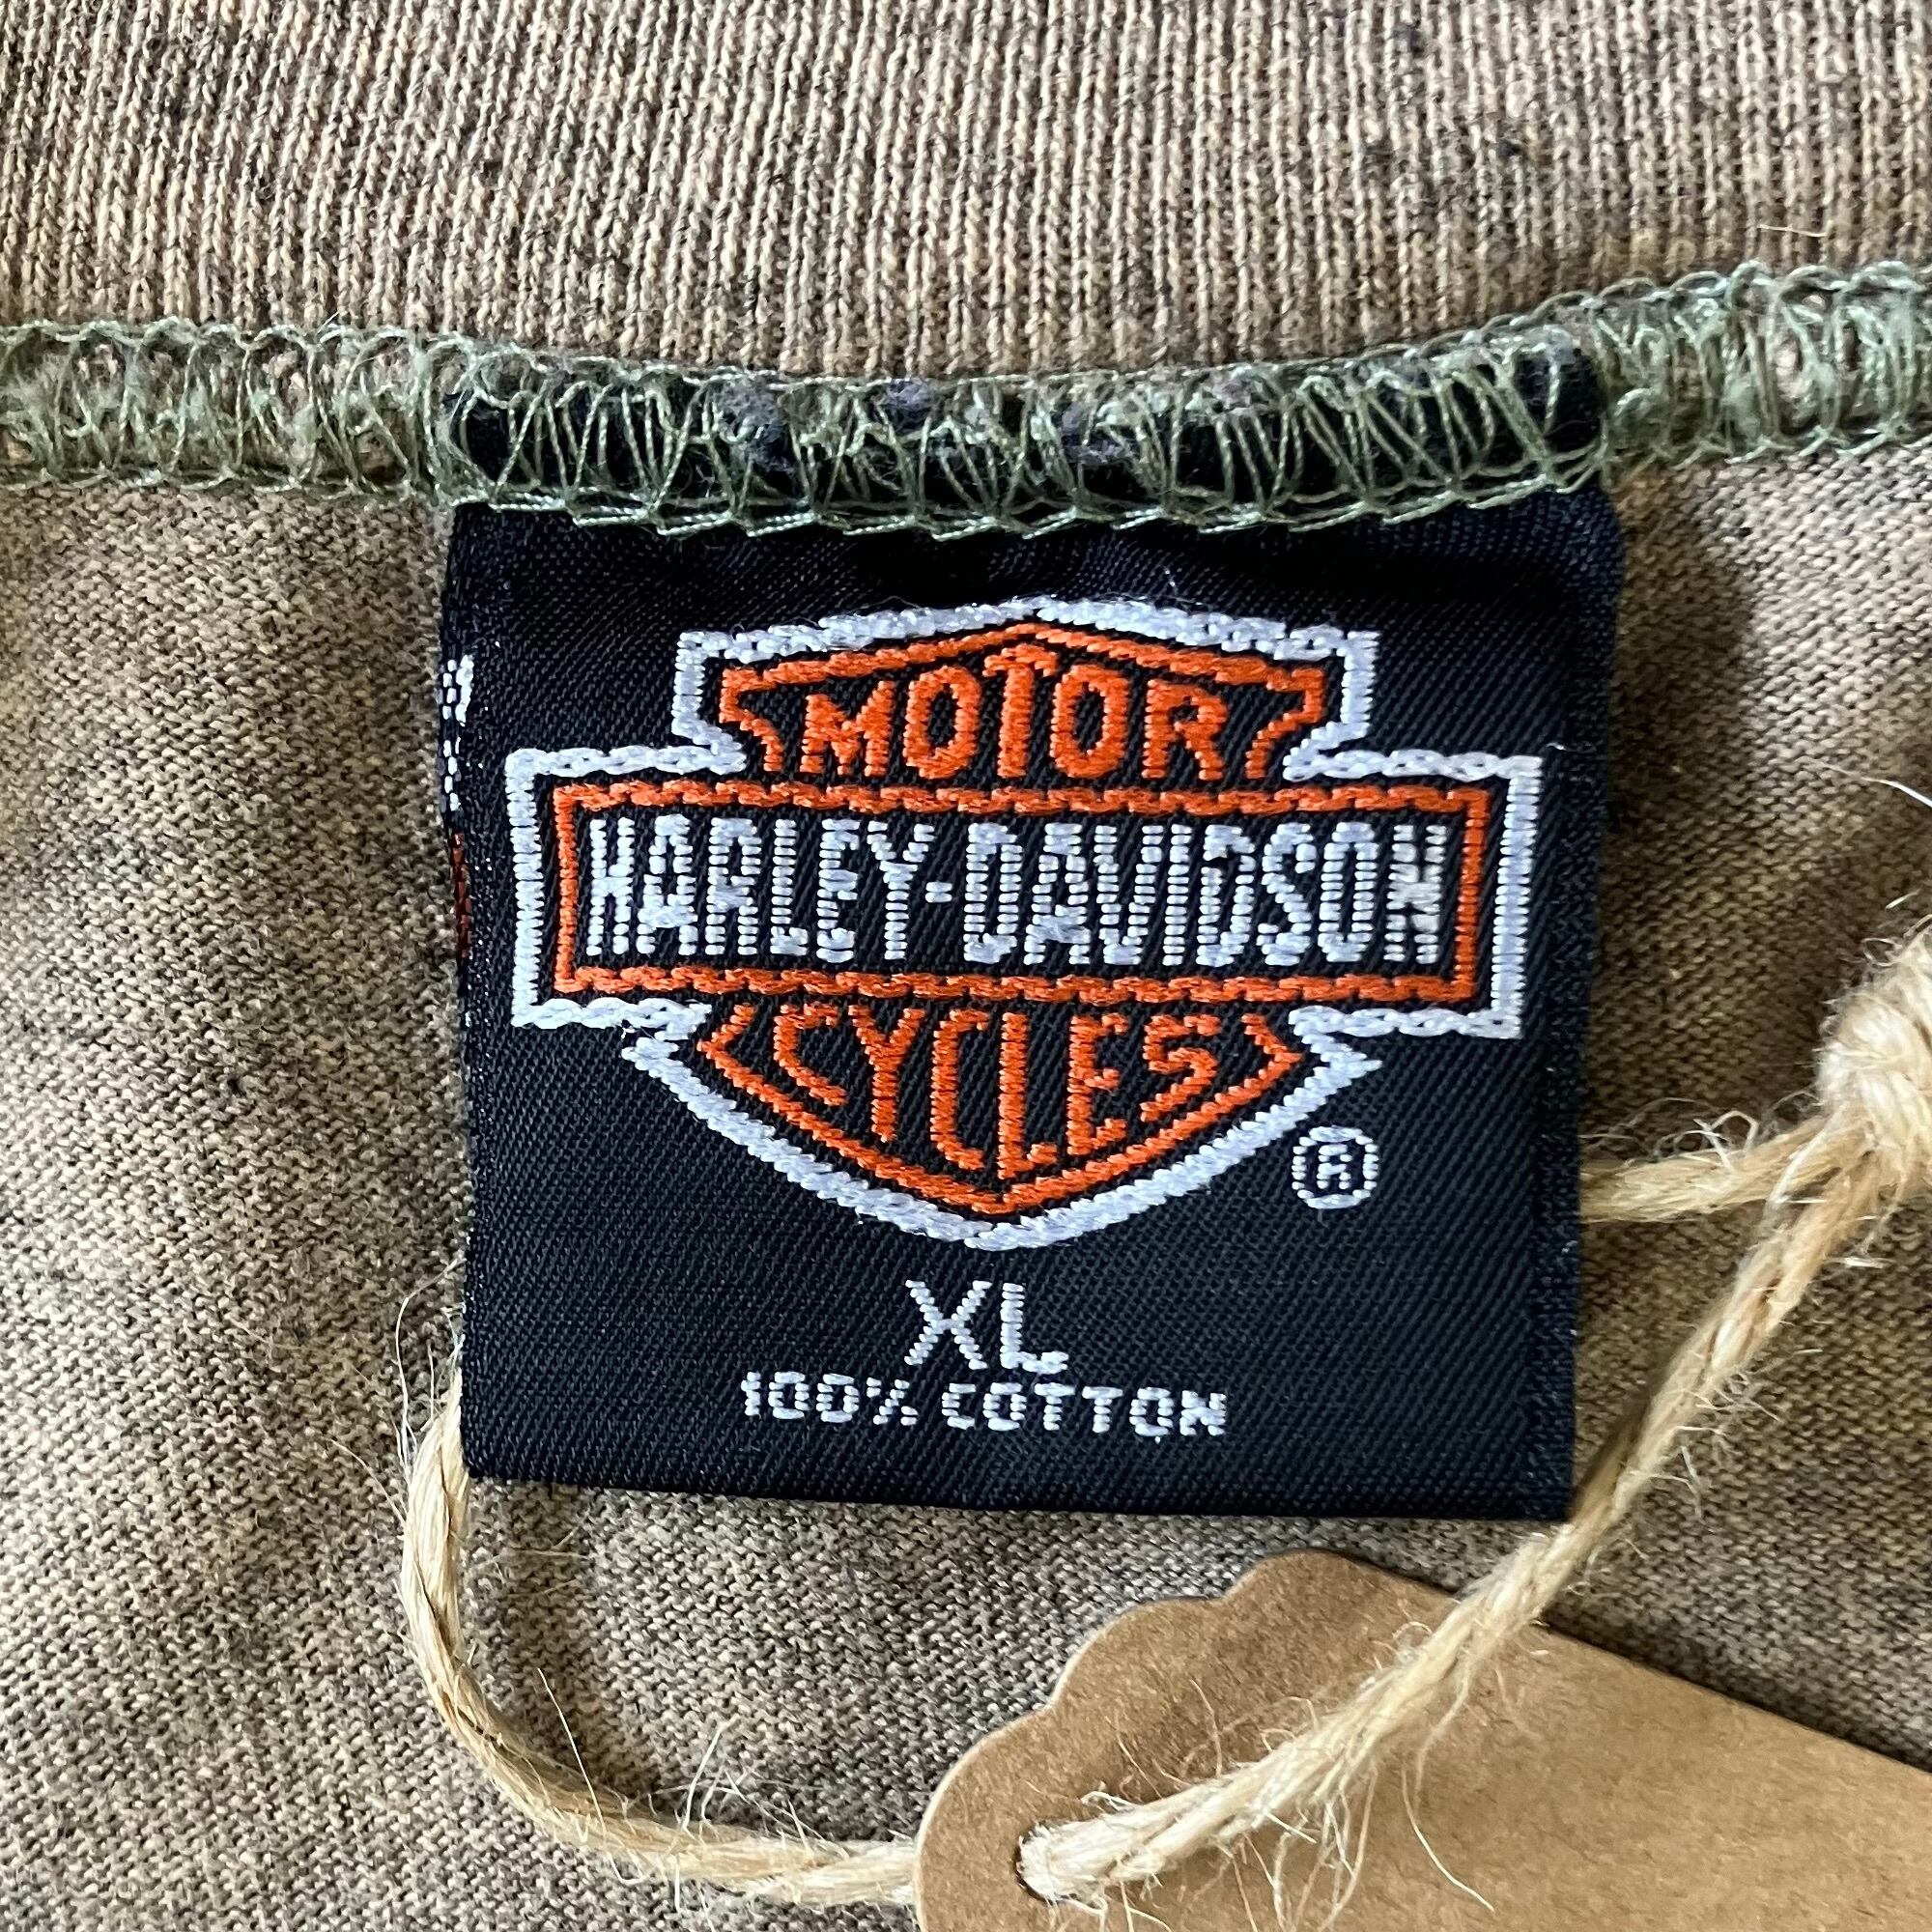 MOTOR
HARLEY-DAVIDSON
CYCLES
®
XL
100% COTTON